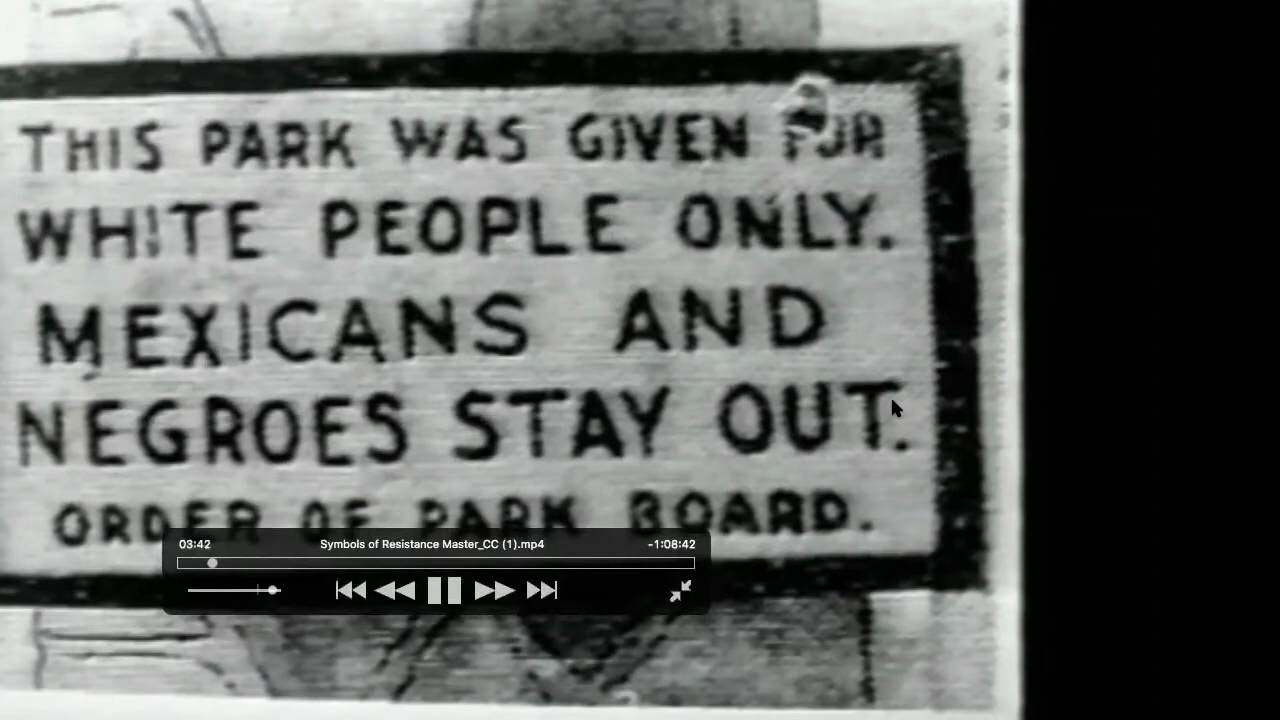 THIS PARK WAS GIVEN FOR
WHITE PEOPLE ONLY.
MEXICANS AND
NEGROES STAY OUT.
ORDER OF PARK BOARD.
03:42 Symbols of Resistance Master_CC (1).mp4 -1:08:42